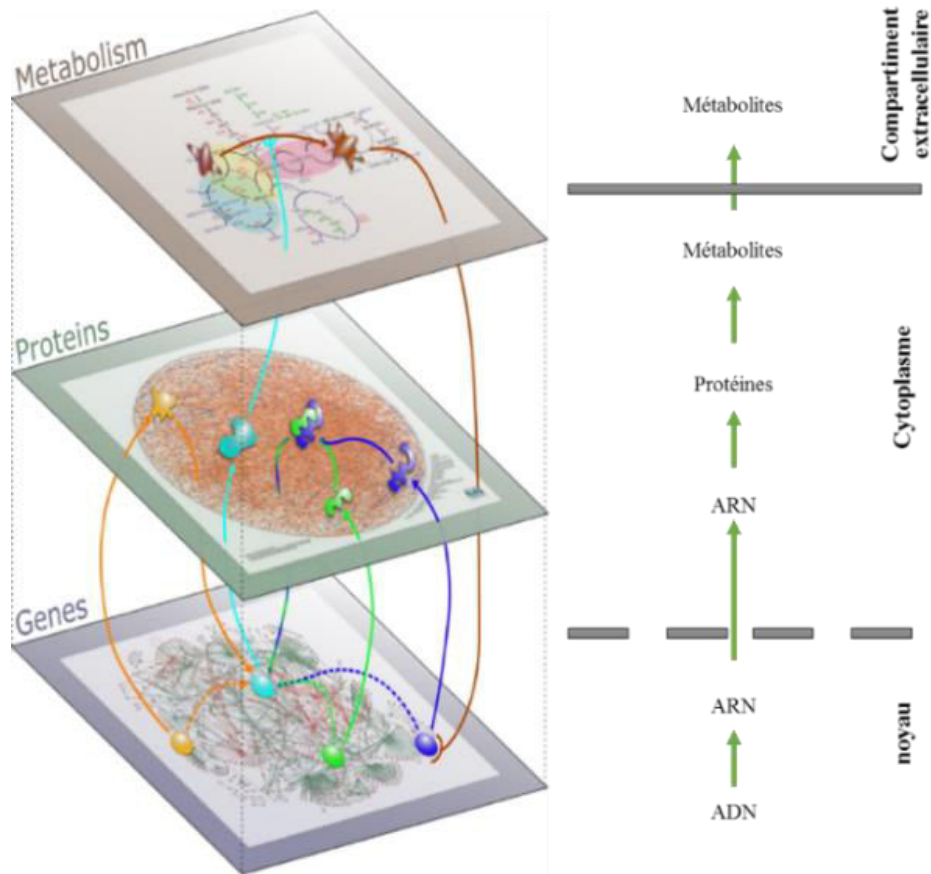 Metabolism
Proteins
Genes
Métabolites
Compartiment
extracellulaire
Métabolites
Protéines
Cytoplasme
ARN
ARN
noyau
ADN